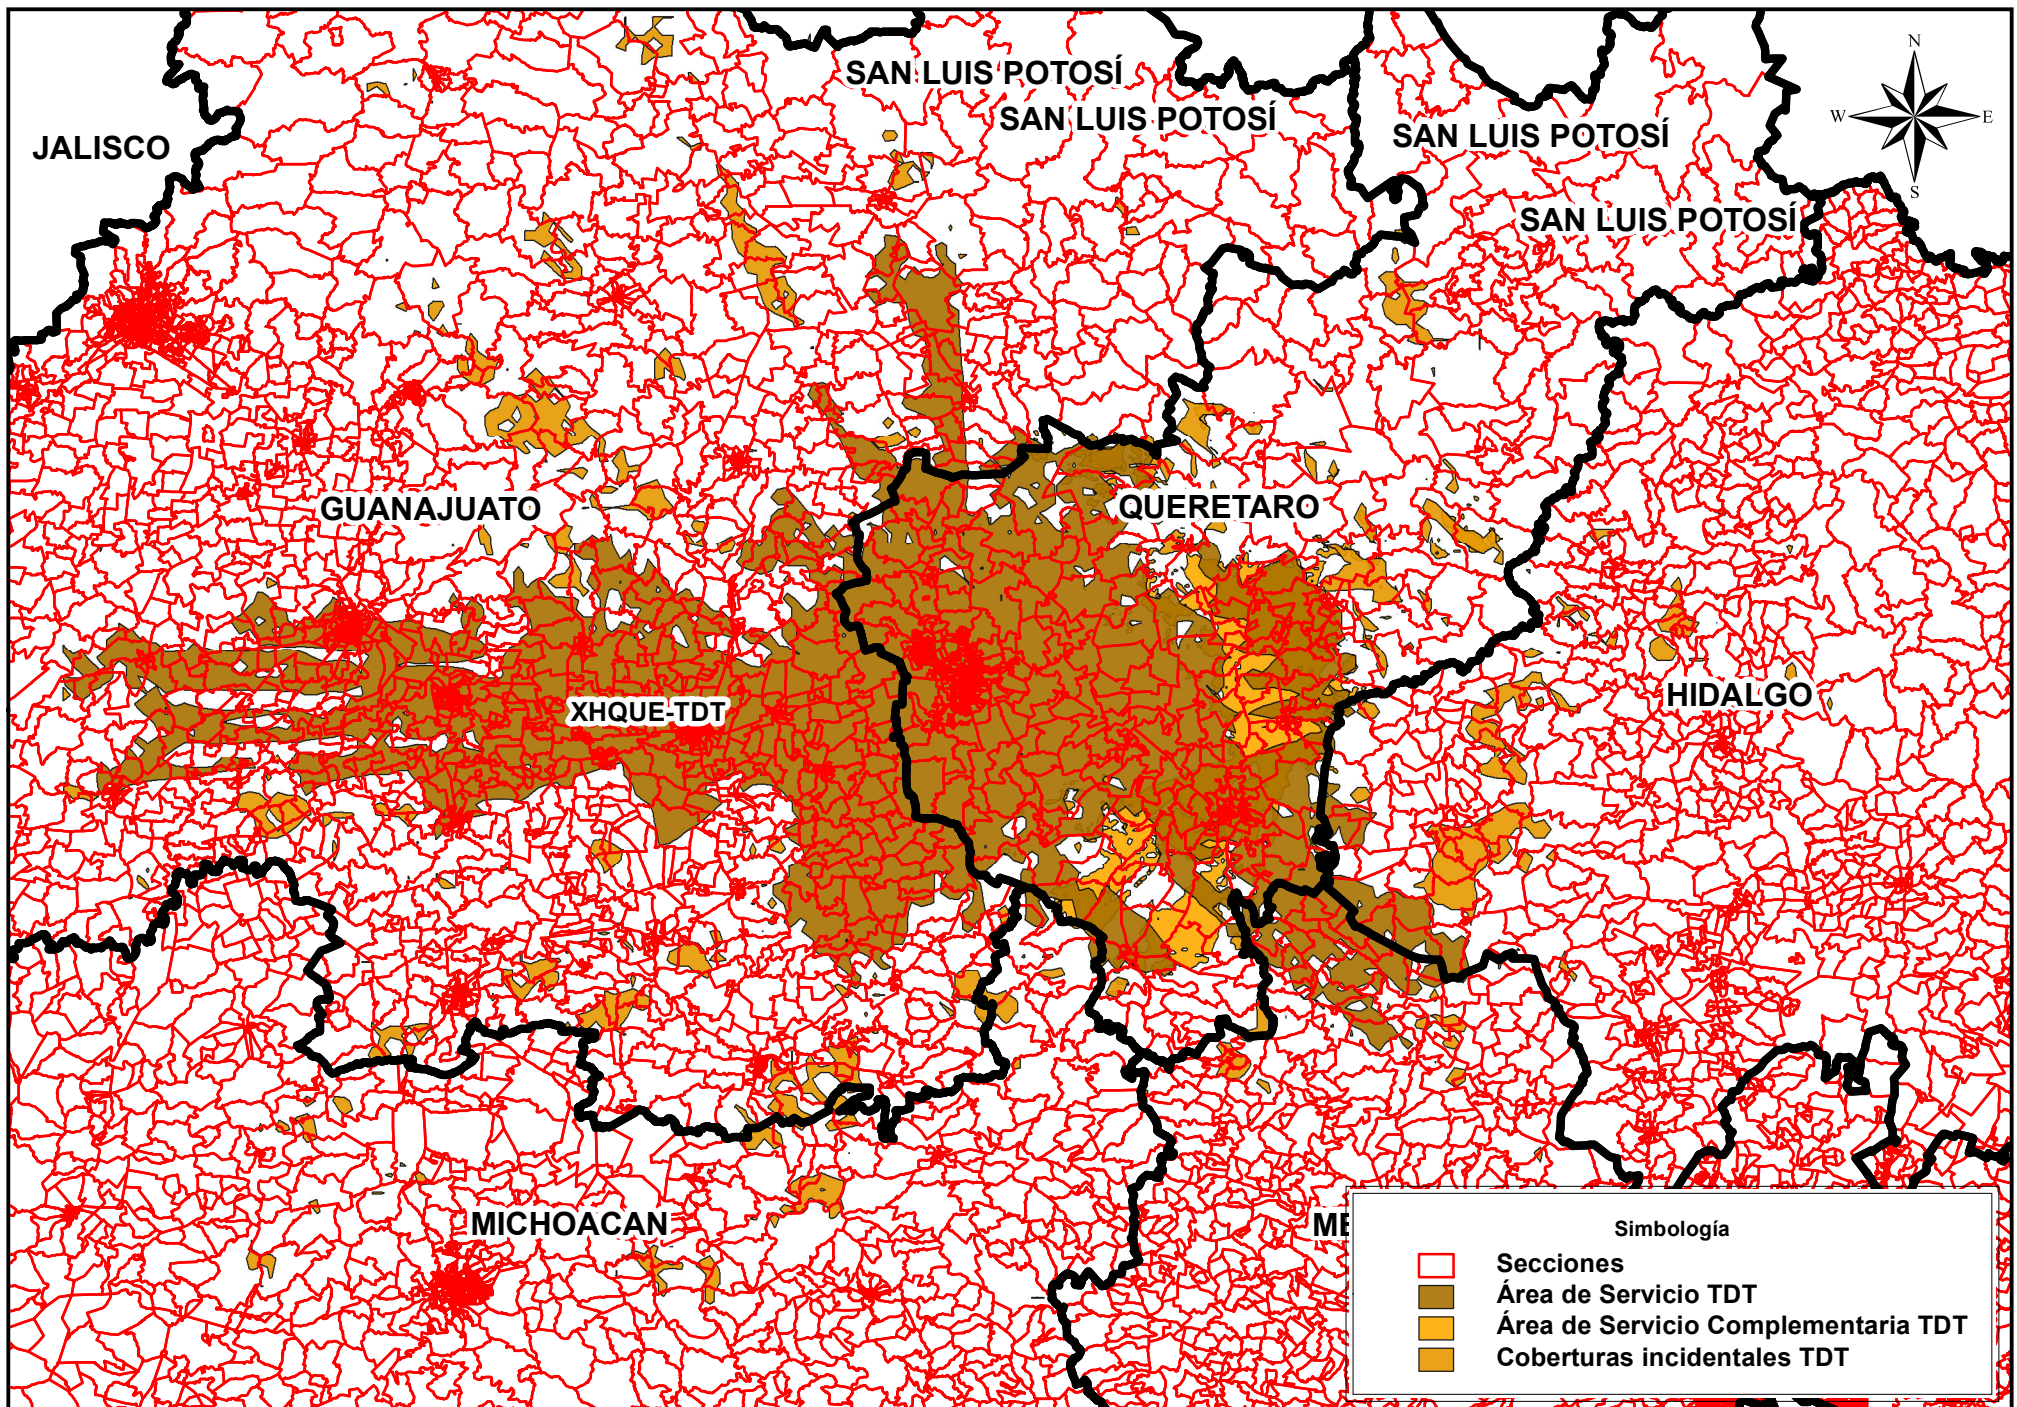 SAN LUIS POTOSÍ
SAN LUIS POTOSÍ
SAN LUIS POTOSÍ
SAN LUIS POTOSÍ
JALISCO
N
W
E
S
GUANAJUATO
QUERETARO
XHQUE-TDT
HIDALGO
MICHOACAN
ME
Simbología
Secciones
Área de Servicio TDT
Área de Servicio Complementaria TDT
Coberturas incidentales TDT